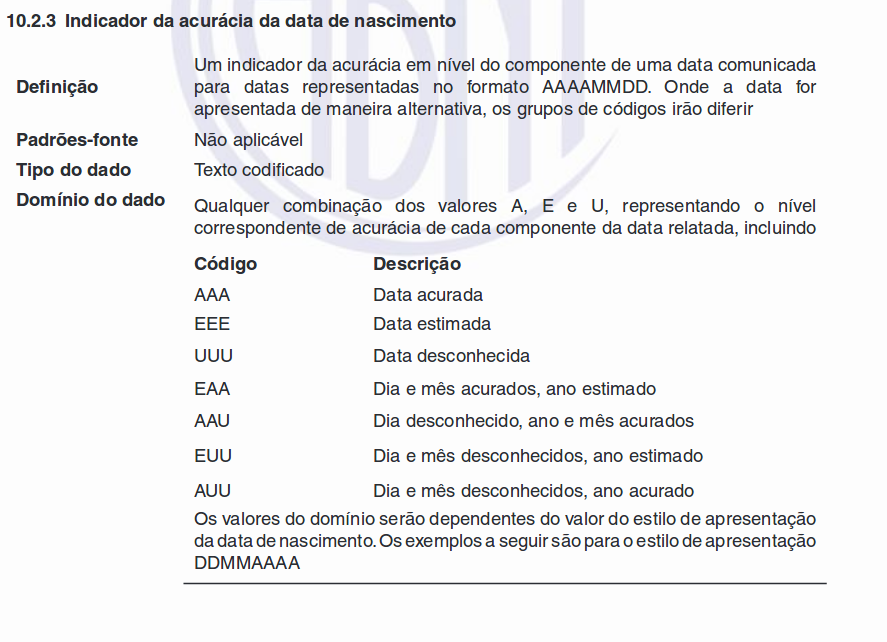 10.2.3 Indicador da acurácia da data de nascimento
Definição
Um indicador da acurácia em nível do componente de uma data comunicada
para datas representadas no formato AAAAMMDD. Onde a data for
apresentada de maneira alternativa, os grupos de códigos irão diferir
Padrões-fonte Não aplicável
Tipo do dado Texto codificado
Domínio do dado
Qualquer combinação dos valores A, E e U, representando o nível
correspondente de acurácia de cada componente da data relatada, incluindo
Código Descrição
AAA Data acurada
EEE Data estimada
UUU Data desconhecida
EAA Dia e mês acurados, ano estimado
AAU Dia desconhecido, ano e mês acurados
EUU Dia e mês desconhecidos, ano estimado
AUU Dia e mês desconhecidos, ano acurado
Os valores do domínio serão dependentes do valor do estilo de apresentação
da data de nascimento. Os exemplos a seguir são para o estilo de apresentação
DDMMAAAA